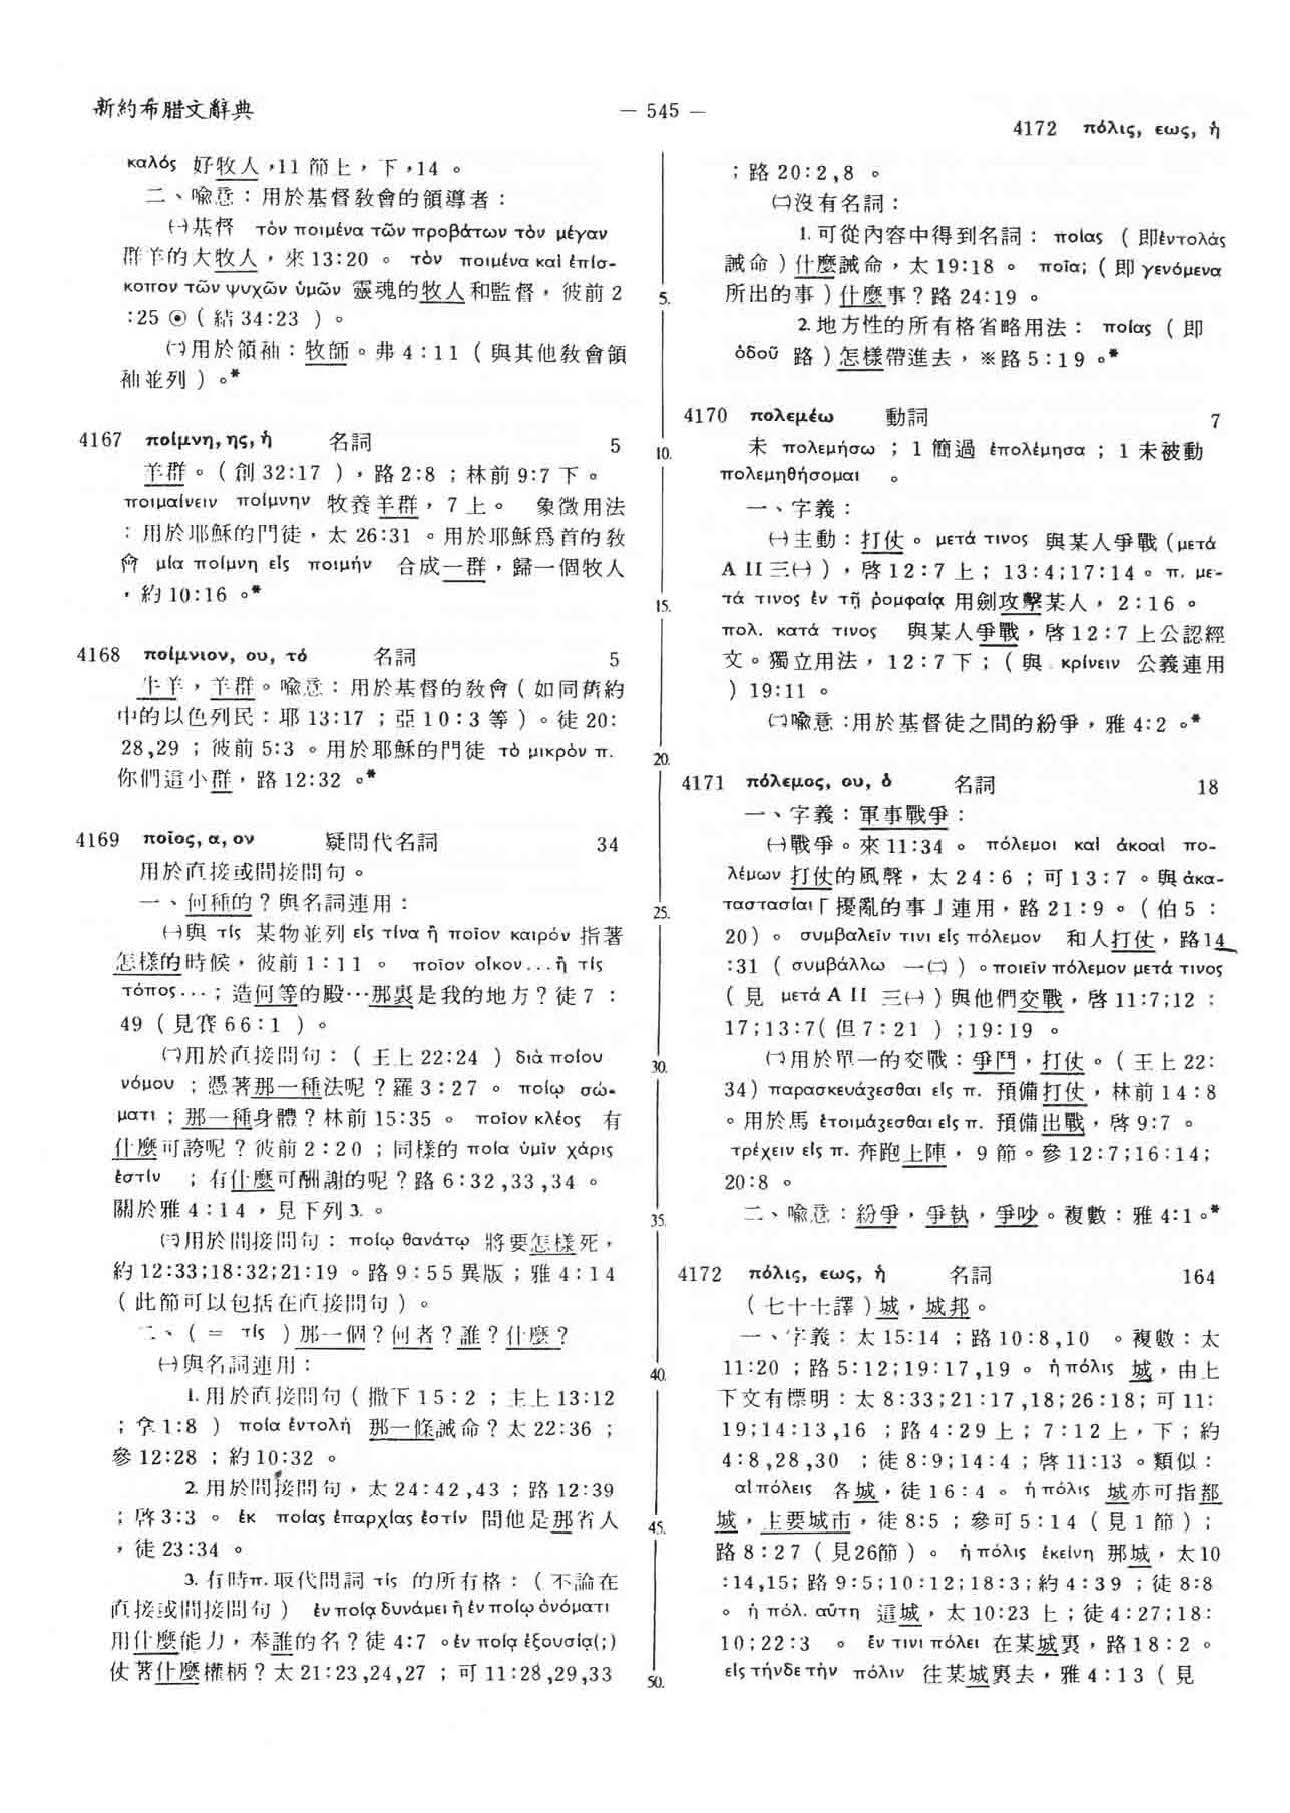 新約希腊文辭典
— 545 —
4172 πόλις, εως, ἡ
καλός 好牧人，11 節上，下，14 。
二、喩意：用於基督敎會的領導者：
㈠基督 τὸν ποιμένα τῶν προβάτων τὸν μέγαν
群羊的大牧人，來 13:20 。 τὸν ποιμένα καὶ ἐπίσ-
κοπον τῶν ψυχῶν ὑμῶν 靈魂的牧人和監督，彼前 2
:25 ⊙ ( 結 34:23 ) 。
㈡用於領袖：牧師。弗 4:11 ( 與其他敎會領
袖並列 ) 。*
4167 ποίμνη, ης, ἡ 名詞 5
羊群。( 創 32:17 )，路 2:8 ; 林前 9:7 下。
ποιμαίνειν ποίμνην 牧養羊群，7 上。 象徵用法
：用於耶穌的門徒，太 26:31 。用於耶穌爲首的敎
會 μία ποίμνη εἷς ποιμήν 合成一群，歸一個牧人
，約 10:16 。*
4168 ποίμνιον, ου, τό 名詞 5
牛羊，羊群。喩意：用於基督的敎會 ( 如同舊約
中的以色列民：耶 13:17 ; 亞 10:3 等 )。徒 20:
28,29 ; 彼前 5:3 。用於耶穌的門徒 τὸ μικρὸν π.
你們這小群，路 12:32 。*
4169 ποῖος, α, ον 疑問代名詞 34
用於直接或間接問句。
一、何種的？與名詞連用：
㈠與 τίς 某物並列 εἰς τίνα ἢ ποῖον καιρόν 指著
怎樣的時候，彼前 1:11 。 ποῖον οἶκον...ἢ τίς
τόπος...；造何等的殿…那裏是我的地方？徒 7 :
49 ( 見賽 66:1 ) 。
㈡用於直接問句：( 王上 22:24 ) διὰ ποίου
νόμου ；憑著那一種法呢？羅 3:27 。 ποίῳ σώ-
ματι ；那一種身體？林前 15:35 。 ποῖον κλέος 有
什麼可誇呢？彼前 2:20 ; 同樣的 ποία ὑμῖν χάρις
ἐστίν ；有什麼可酬謝的呢？路 6:32,33,34 。
關於雅 4:14 ，見下列 3. 。
㈢用於間接問句：ποίῳ θανάτῳ 將要怎樣死，
約 12:33;18:32;21:19 。路 9:55 異版；雅 4:14
( 此節可以包括在直接問句 )。
二、( = τίς ) 那一個？何者？誰？什麼？
㈠與名詞連用：
1. 用於直接問句 ( 撒下 15:2 ; 王上 13:12
; 拿 1:8 ) ποία ἐντολή 那一條誡命？太 22:36 ;
參 12:28 ; 約 10:32 。
2. 用於間接問句，太 24:42,43 ; 路 12:39
; 啓 3:3 。 ἐκ ποίας ἐπαρχίας ἐστίν 問他是那省人
，徒 23:34 。
3. 有時π. 取代問詞 τίς 的所有格：( 不論在
直接或間接問句 ) ἐν ποίᾳ δυνάμει ἢ ἐν ποίῳ ὀνόματι
用什麼能力，奉誰的名？徒 4:7 。ἐν ποίᾳ ἐξουσίᾳ(;)
仗著什麼權柄？太 21:23,24,27 ; 可 11:28,29,33
5.
10.
15.
20.
25.
30.
35.
40.
45.
50.
; 路 20:2,8 。
㈡沒有名詞：
1. 可從內容中得到名詞：ποίας ( 即ἐντολάς
誡命 ) 什麼誡命，太 19:18 。 ποῖα; ( 即 γενόμενα
所出的事 ) 什麼事？路 24:19 。
2. 地方性的所有格省略用法： ποίας ( 即
ὁδοῦ 路 ) 怎樣帶進去，※路 5:19 。*
4170 πολεμέω 動詞 7
未 πολεμήσω ; 1 簡過 ἐπολέμησα ; 1 未被動
πολεμηθήσομαι 。
一、字義：
㈠主動：打仗。 μετά τινος 與某人爭戰 (μετά
A II 三㈠ )，啓 12:7 上；13:4;17:14。 π. με-
τά τινος ἐν τῇ ῥομφαίᾳ 用劍攻擊某人，2:16 。
πολ. κατά τινος 與某人爭戰，啓 12:7 上公認經
文。獨立用法，12:7 下；( 與 κρίνειν 公義連用
) 19:11 。
㈡喩意：用於基督徒之間的紛爭，雅 4:2 。*
4171 πόλεμος, ου, ὁ 名詞 18
一、字義：軍事戰爭：
㈠戰爭。來 11:34 。 πόλεμοι καὶ ἀκοαὶ πο-
λέμων 打仗的風聲，太 24:6 ; 可 13:7 。與 ἀκα-
ταστασίαι「擾亂的事」連用，路 21:9 。( 伯 5 :
20) 。 συμβαλεῖν τινι εἰς πόλεμον 和人打仗，路14
:31 ( συμβάλλω 一㈡ ) 。ποιεῖν πόλεμον μετά τινος
( 見 μετά A II 三㈠ ) 與他們交戰，啓 11:7;12 :
17;13:7( 但 7:21 ) ;19:19 。
㈡用於單一的交戰：爭鬥，打仗。( 王上 22:
34) παρασκευάζεσθαι εἰς π. 預備打仗，林前 14:8
。用於馬 ἑτοιμάζεσθαι εἰς π. 預備出戰，啓 9:7 。
τρέχειν εἰς π. 奔跑上陣，9 節。參 12:7;16:14;
20:8 。
二、喩意：紛爭，爭執，爭吵。複數：雅 4:1 。*
4172 πόλις, εως, ἡ 名詞 164
( 七十士譯 ) 城，城邦。
一、字義：太 15:14 ; 路 10:8,10 。複數：太
11:20 ; 路 5:12;19:17,19 。 ἡ πόλις 城，由上
下文有標明：太 8:33;21:17,18;26:18; 可 11:
19;14:13,16 ; 路 4:29 上；7:12 上，下；約
4:8,28,30 ; 徒 8:9;14:4 ; 啓 11:13 。類似：
αἱ πόλεις 各城，徒 16:4 。 ἡ πόλις 城亦可指都
城，主要城市，徒 8:5 ; 參可 5:14 ( 見 1 節 ) ;
路 8:27 ( 見26節 ) 。 ἡ πόλις ἐκείνη 那城，太 10
:14,15; 路 9:5;10:12;18:3; 約 4:39 ; 徒 8:8
。 ἡ πόλ. αὕτη 這城，太 10:23 上；徒 4:27;18:
10;22:3 。 ἔν τινι πόλει 在某城裏，路 18:2 。
εἰς τήνδε τὴν πόλιν 往某城裏去，雅 4:13 ( 見